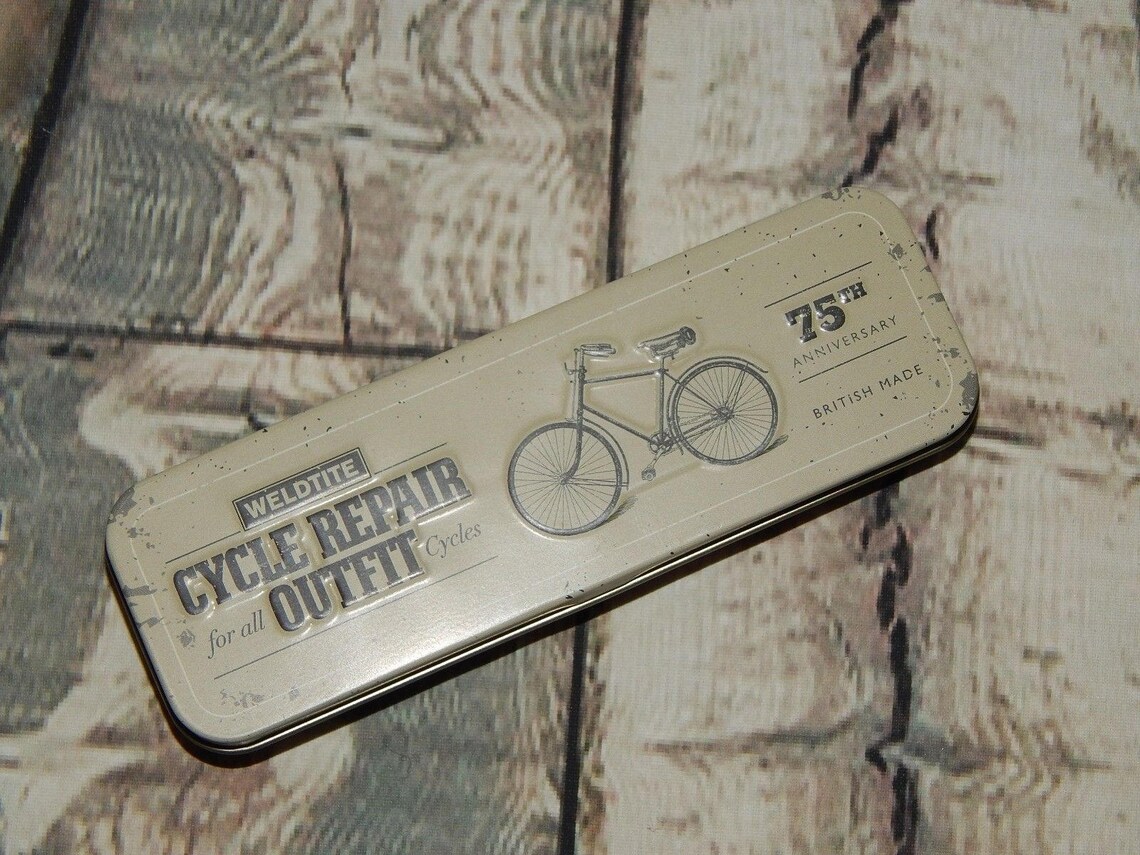 WELDTITE
CYCLE REPAIR
for all OUTFIT Cycles
75TH
ANNIVERSARY
BRITiSH MADE